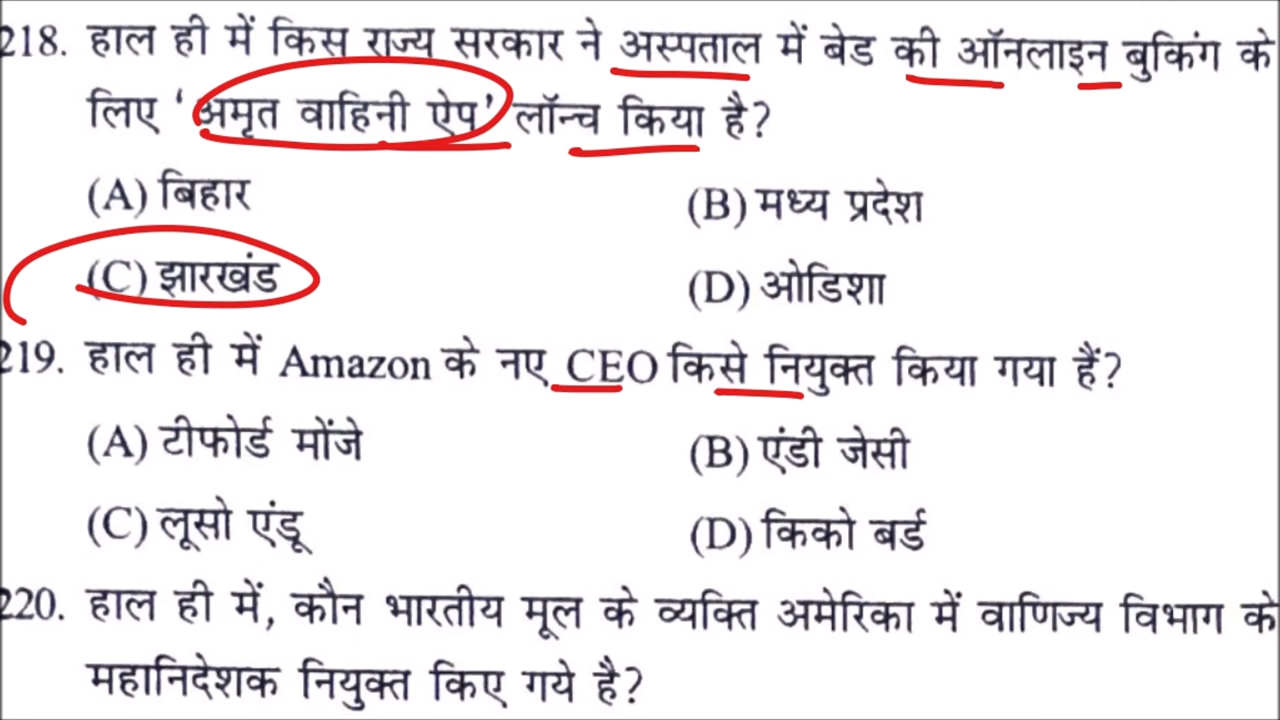 218. हाल ही में किस राज्य सरकार ने अस्पताल में बेड की ऑनलाइन बुकिंग के
लिए ‘अमृत वाहिनी ऐप’ लॉन्च किया है?
(A) बिहार (B) मध्य प्रदेश
(C) झारखंड (D) ओडिशा
219. हाल ही में Amazon के नए CEO किसे नियुक्त किया गया हैं?
(A) टीफोर्ड मोंजे (B) एंडी जेसी
(C) लूसो एंडू (D) किको बर्ड
220. हाल ही में, कौन भारतीय मूल के व्यक्ति अमेरिका में वाणिज्य विभाग के
महानिदेशक नियुक्त किए गये है?